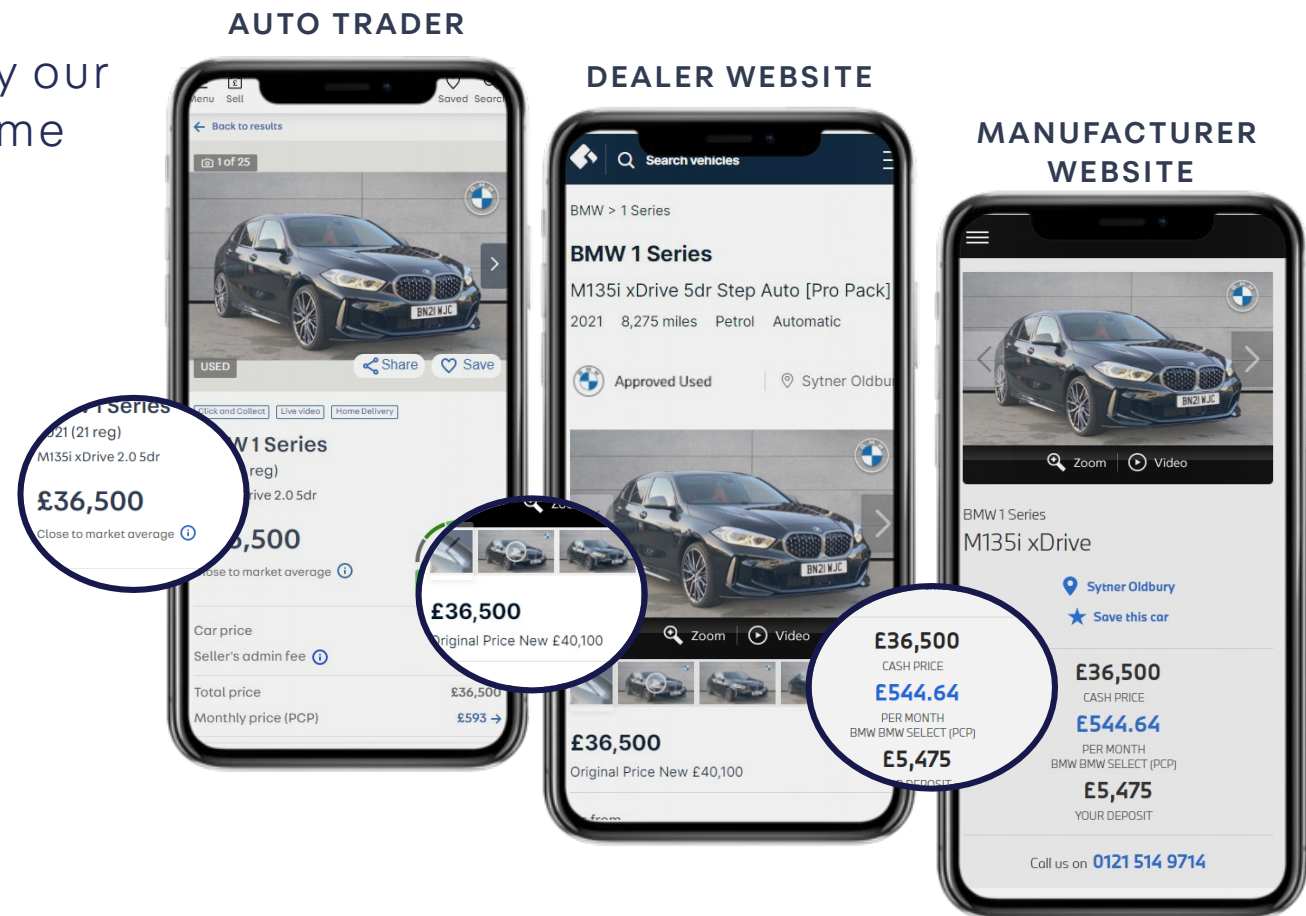 AUTO TRADER
y our
me
Menu Sell
Saved Search
Back to results
1 of 25
BN21 WJC
USED
Share
Save
Click and Collect
Live video
Home Delivery
1 Series
2021 (21 reg)
M135i xDrive 2.0 5dr
£36,500
Close to market average
W 1 Series
reg)
rive 2.0 5dr
,500
Close to market average
Car price
Seller's admin fee
Total price £36,500
Monthly price (PCP) £593
DEALER WEBSITE
Search vehicles
BMW > 1 Series
BMW 1 Series
M135i xDrive 5dr Step Auto [Pro Pack]
2021 8,275 miles Petrol Automatic
Approved Used
Sytner Oldbu
BN21 WJC
Zoom
Video
£36,500
Original Price New £40,100
£36,500
Original Price New £40,100
from
MANUFACTURER
WEBSITE
BN21 WJC
Zoom
Video
BMW 1 Series
M135i xDrive
Sytner Oldbury
Save this car
£36,500
CASH PRICE
£544.64
PER MONTH
BMW BMW SELECT (PCP)
£5,475
£36,500
CASH PRICE
£544.64
PER MONTH
BMW BMW SELECT (PCP)
£5,475
YOUR DEPOSIT
Call us on 0121 514 9714